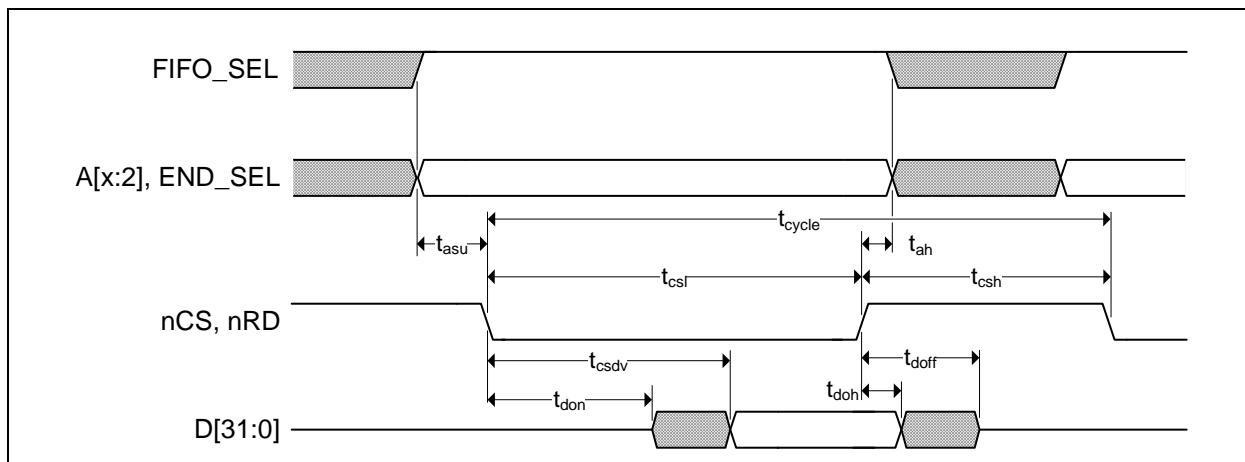 FIFO_SEL
A[x:2], END_SEL
tcycle
tasu
tah
tcsl
tcsh
nCS, nRD
tcsdv
tdoff
tdon
tdoh
D[31:0]